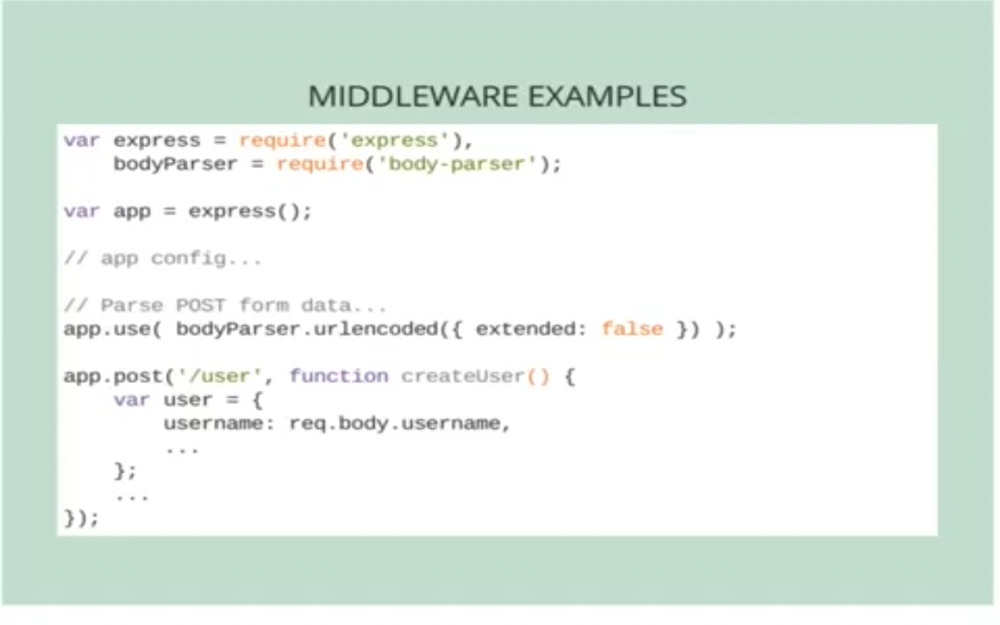 MIDDLEWARE EXAMPLES
var express = require('express'),
    bodyParser = require('body-parser');
var app = express();
// app config...
// Parse POST form data...
app.use( bodyParser.urlencoded({ extended: false }) );
app.post('/user', function createUser() {
    var user = {
        username: req.body.username,
        ...
    };
    ...
});